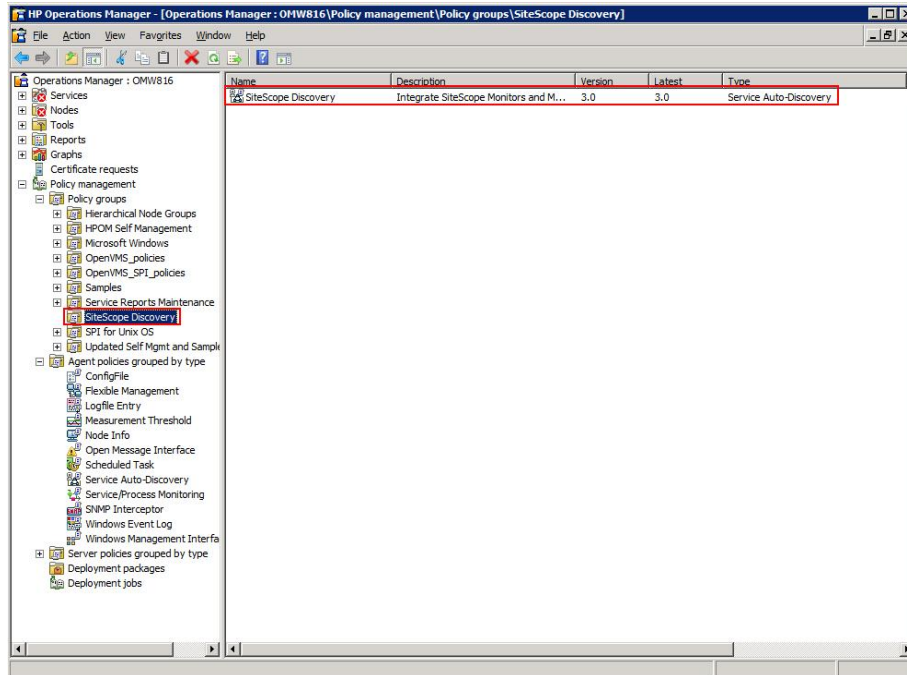 HP Operations Manager - [Operations Manager : OMW816\Policy management\Policy groups\SiteScope Discovery]
File Action View Favorites Window Help
Operations Manager : OMW816
Services
Nodes
Tools
Reports
Graphs
Certificate requests
Policy management
Policy groups
Hierarchical Node Groups
HPOM Self Management
Microsoft Windows
OpenVMS_policies
OpenVMS_SPI_policies
Samples
Service Reports Maintenance
SiteScope Discovery
SPI for Unix OS
Updated Self Mgmt and Sample
Agent policies grouped by type
ConfigFile
Flexible Management
Logfile Entry
Measurement Threshold
Node Info
Open Message Interface
Scheduled Task
Service Auto-Discovery
Service/Process Monitoring
SNMP Interceptor
Windows Event Log
Windows Management Interfa
Server policies grouped by type
Deployment packages
Deployment jobs
Name Description Version Latest Type
SiteScope Discovery Integrate SiteScope Monitors and M... 3.0 3.0 Service Auto-Discovery